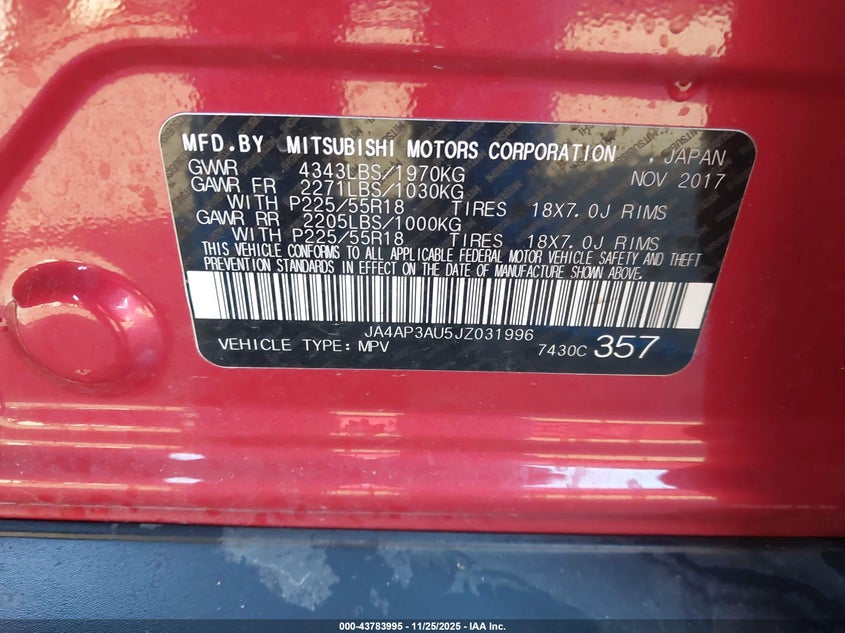 MFD.BY MITSUBISHI MOTORS CORPORATION , JAPAN
GVWR 4343LBS/1970KG NOV 2017
GAWR FR 2271LBS/1030KG
WITH P225/55R18 TIRES 18X7.0J RIMS
GAWR RR 2205LBS/1000KG
WITH P225/55R18 TIRES 18X7.0J RIMS
THIS VEHICLE CONFORMS TO ALL APPLICABLE FEDERAL MOTOR VEHICLE SAFETY AND THEFT
PREVENTION STANDARDS IN EFFECT ON THE DATE OF MANUFACTURE SHOWN ABOVE.
JA4AP3AU5JZ031996
VEHICLE TYPE: MPV 7430C 357
000-43783995 - 11/25/2025 - IAA Inc.